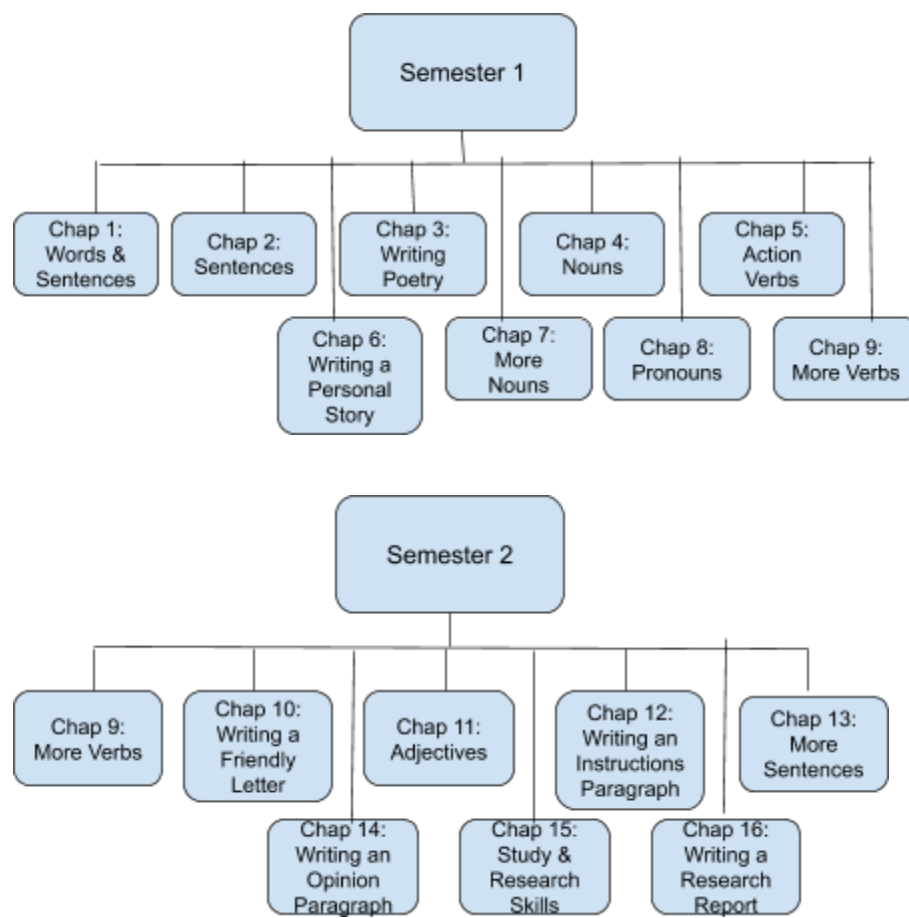 Semester 1
Chap 1:
Words &
Sentences
Chap 2:
Sentences
Chap 3:
Writing
Poetry
Chap 4:
Nouns
Chap 5:
Action
Verbs
Chap 6:
Writing a
Personal
Story
Chap 7:
More
Nouns
Chap 8:
Pronouns
Chap 9:
More Verbs
Semester 2
Chap 9:
More Verbs
Chap 10:
Writing a
Friendly
Letter
Chap 11:
Adjectives
Chap 12:
Writing an
Instructions
Paragraph
Chap 13:
More
Sentences
Chap 14:
Writing an
Opinion
Paragraph
Chap 15:
Study &
Research
Skills
Chap 16:
Writing a
Research
Report